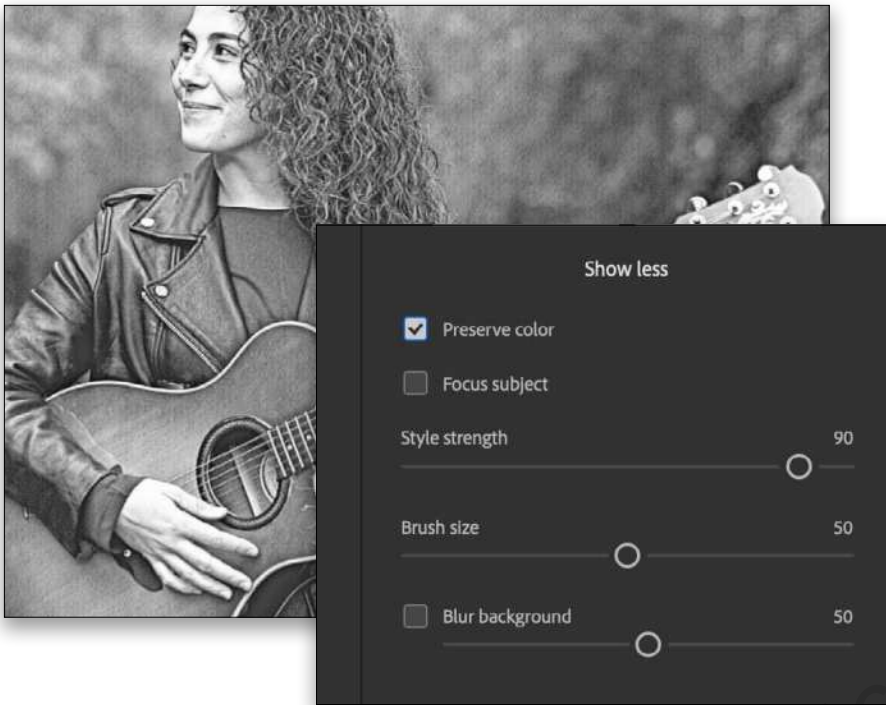 Show less
Preserve color
Focus subject
Style strength 90
Brush size 50
Blur background 50